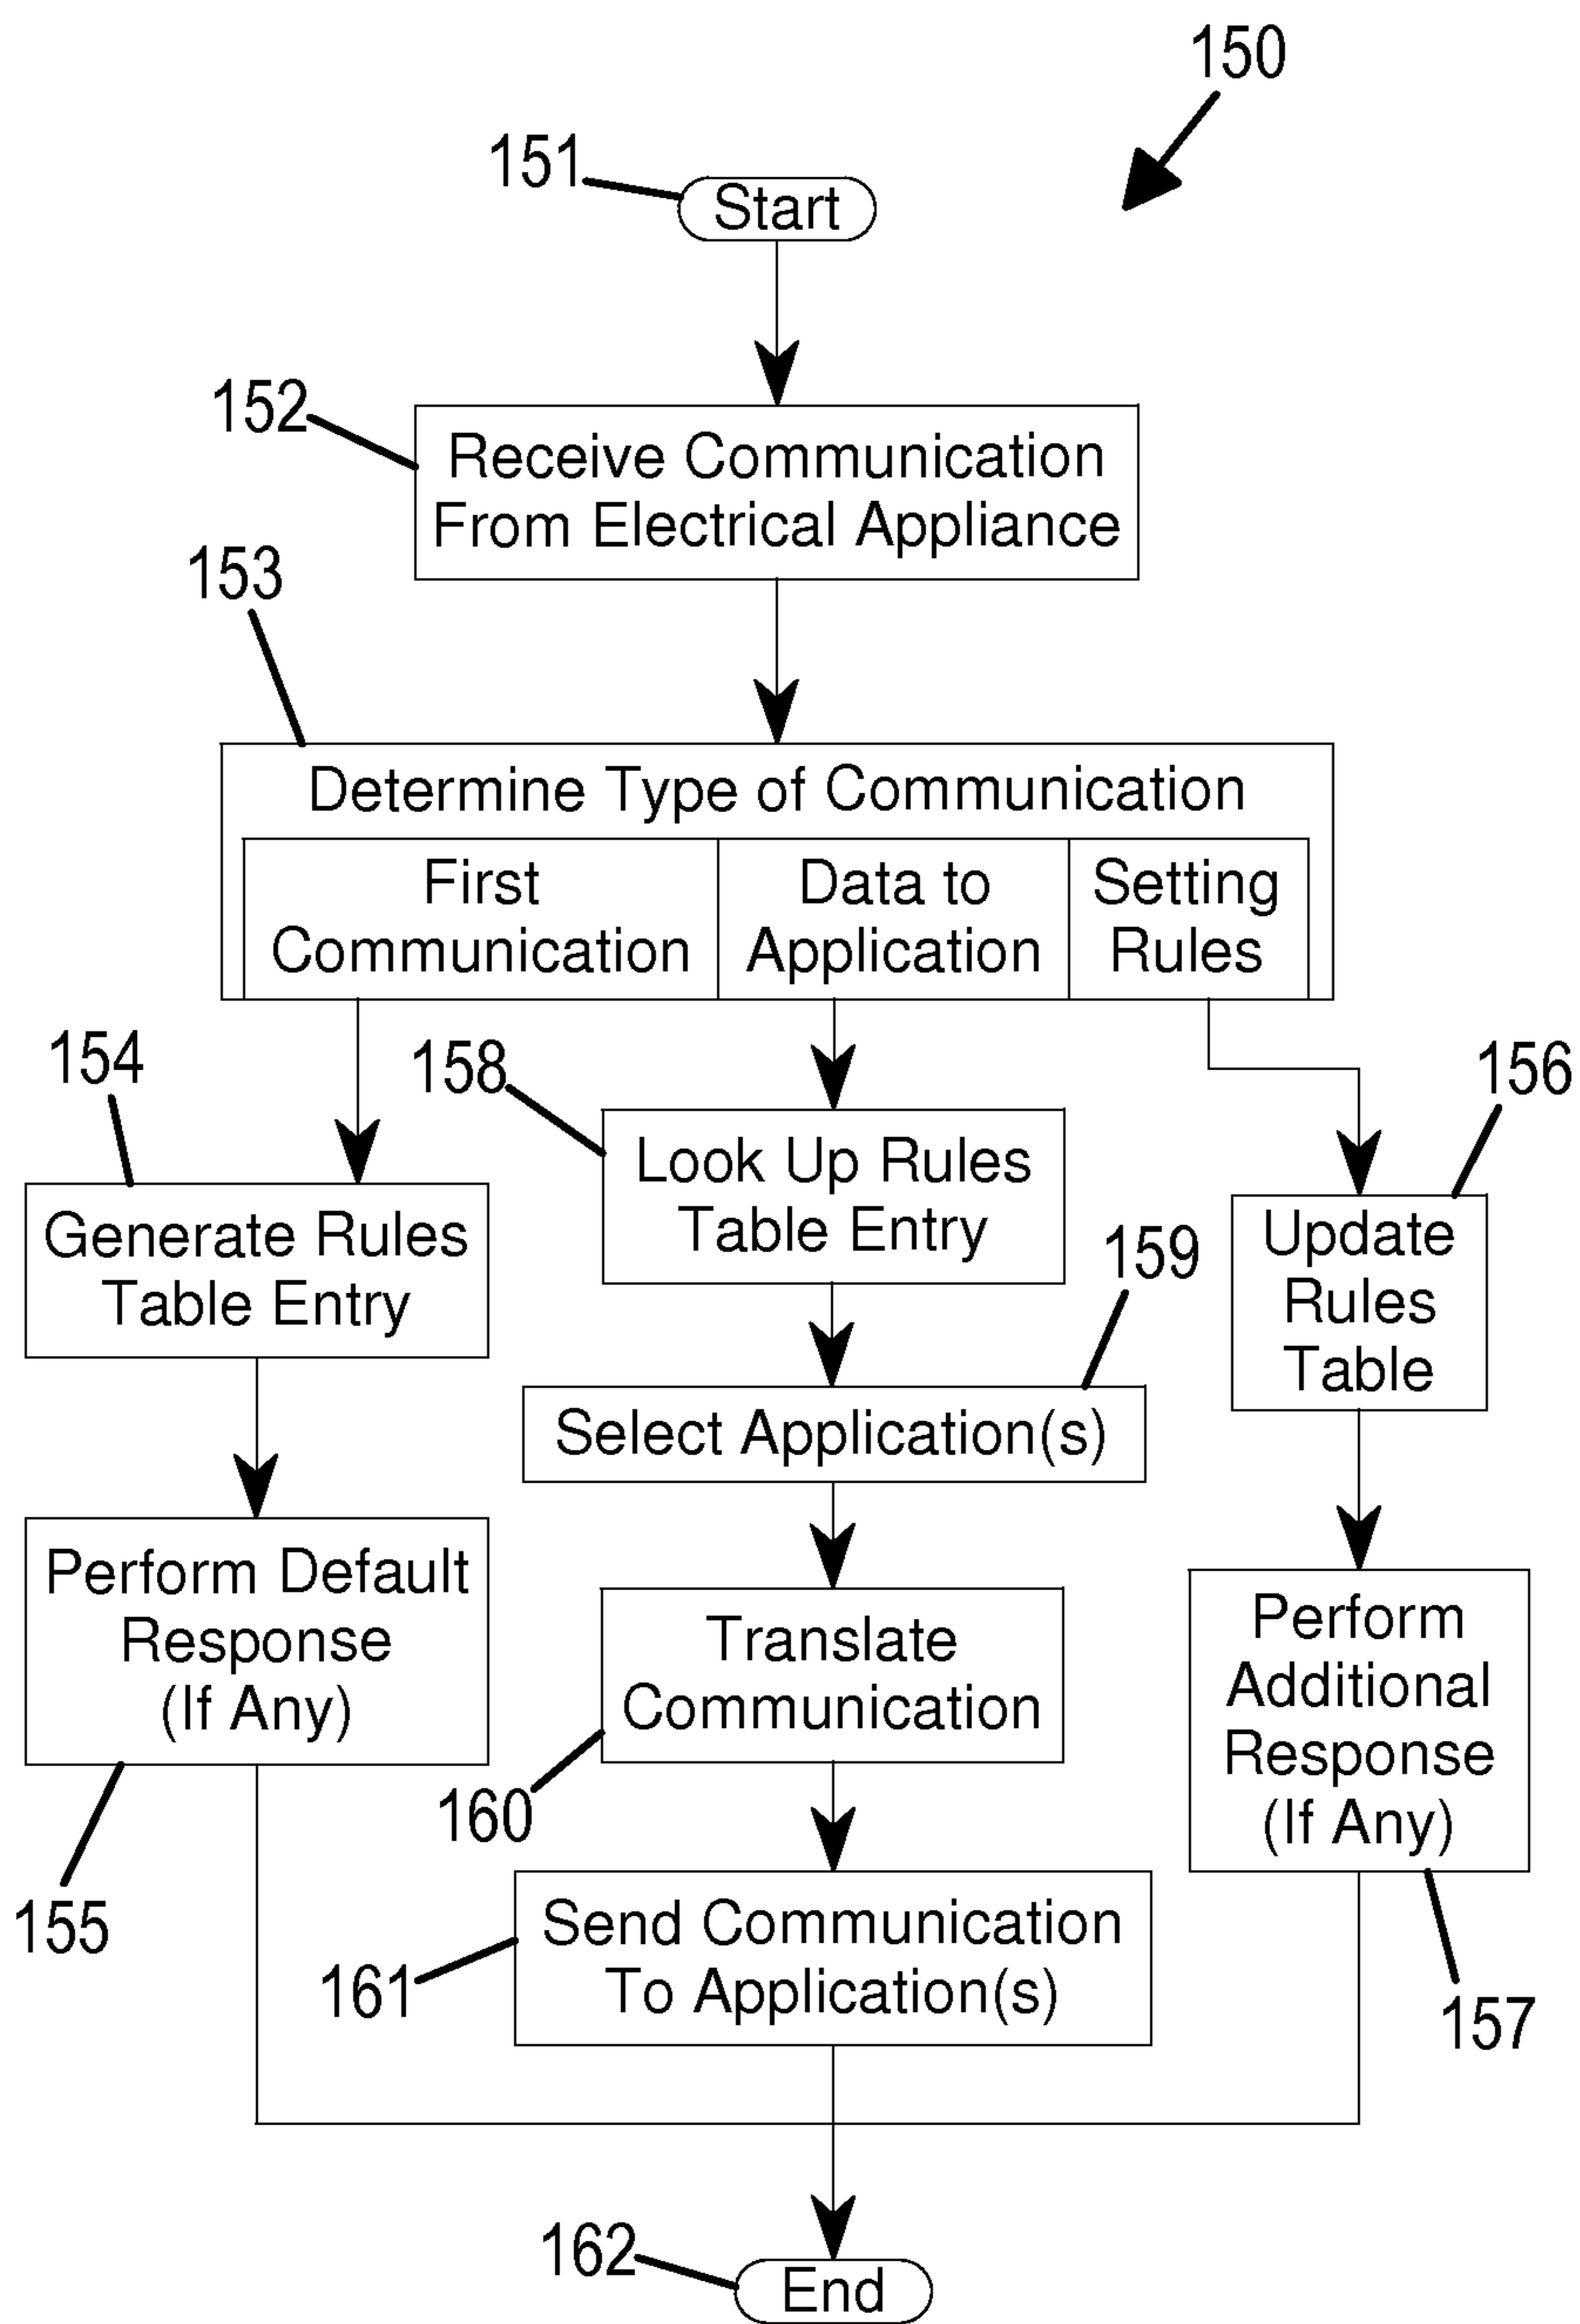 150
151
Start
152
Receive Communication
From Electrical Appliance
153
Determine Type of Communication
First
Communication
Data to
Application
Setting
Rules
154
Generate Rules
Table Entry
158
Look Up Rules
Table Entry
156
Update
Rules
Table
159
Select Application(s)
Perform Default
Response
(If Any)
155
Translate
Communication
160
Perform
Additional
Response
(If Any)
157
Send Communication
To Application(s)
161
162
End